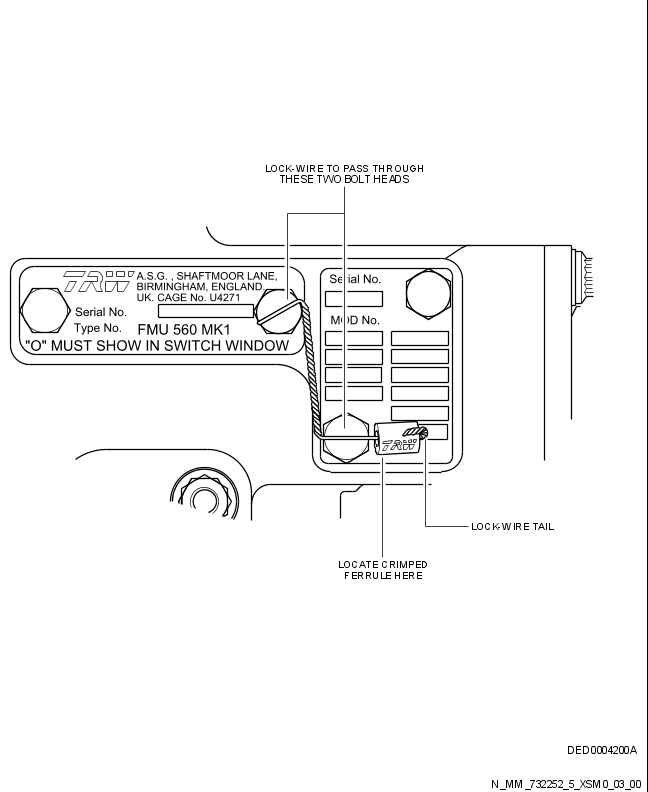 LOCK-WIRE TO PASS THROUGH
THESE TWO BOLT HEADS
TRW A.S.G. , SHAFTMOOR LANE,
BIRMINGHAM, ENGLAND.
UK. CAGE No. U4271
Serial No.
Type No. FMU 560 MK1
"O" MUST SHOW IN SWITCH WINDOW
Serial No.
MOD No.
TRW
LOCK-WIRE TAIL
LOCATE CRIMPED
FERRULE HERE
DED0004200A
N_MM_732252_5_XSM0_03_00